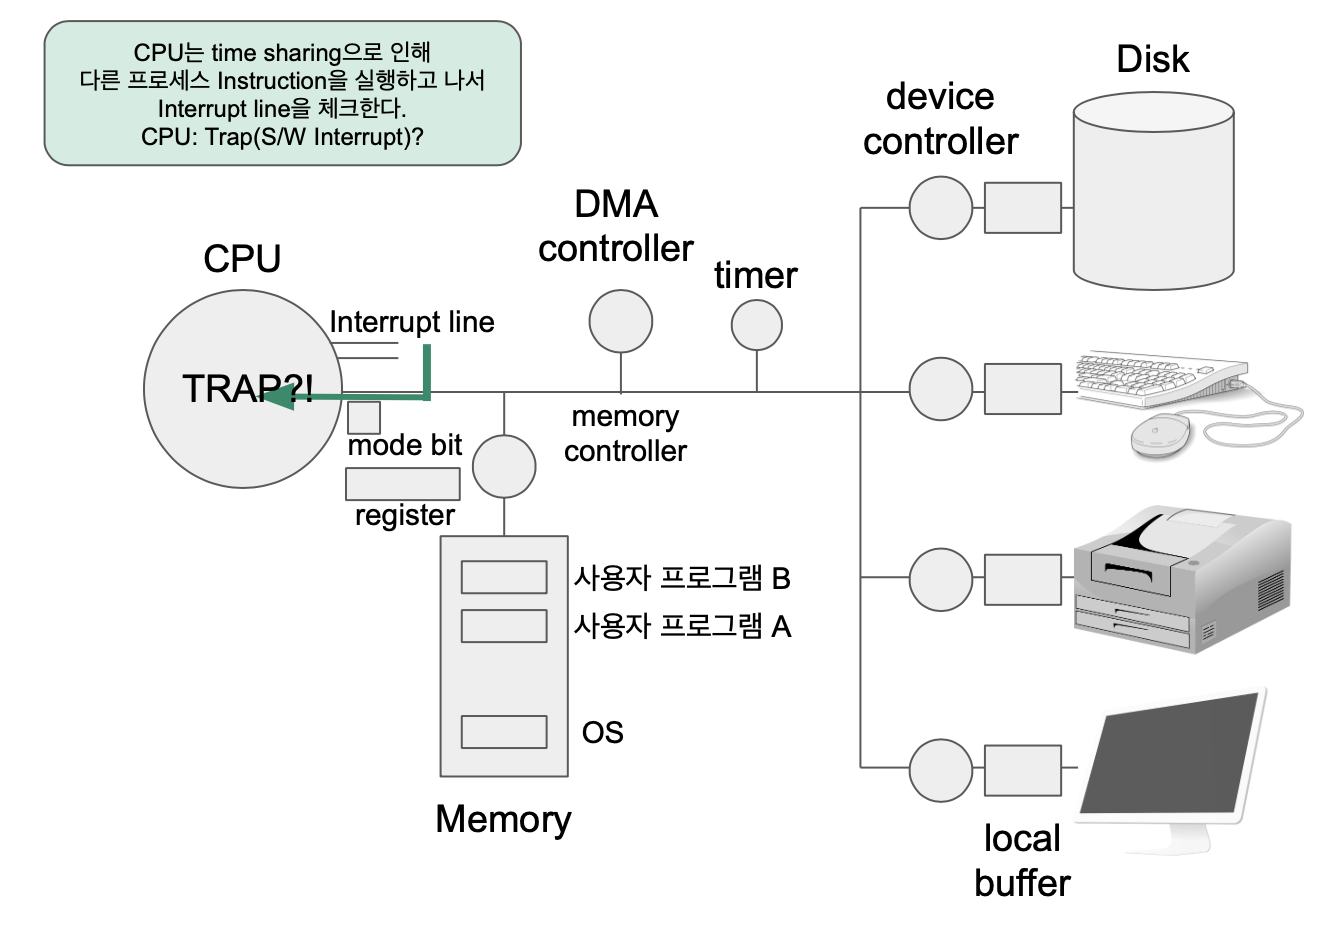 CPU는 time sharing으로 인해
다른 프로세스 Instruction을 실행하고 나서
Interrupt line을 체크한다.
CPU: Trap(S/W Interrupt)?
Disk
device
controller
DMA
controller
timer
CPU
Interrupt line
TRAP?!
memory
controller
mode bit
register
사용자 프로그램 B
사용자 프로그램 A
OS
Memory
local
buffer